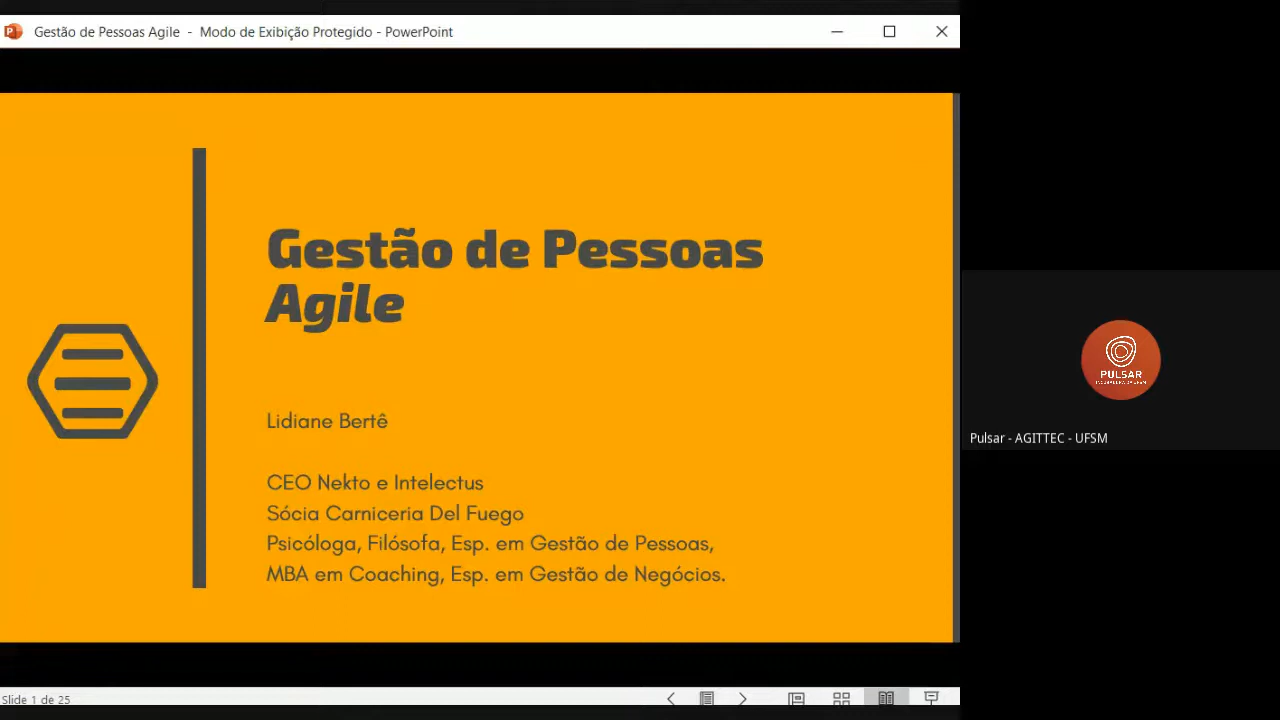 Gestão de Pessoas Agile - Modo de Exibição Protegido - PowerPoint
Gestão de Pessoas
Agile
Lidiane Bertê
CEO Nekto e Intelectus
Sócia Carniceria Del Fuego
Psicóloga, Filósofa, Esp. em Gestão de Pessoas,
MBA em Coaching, Esp. em Gestão de Negócios.
PULSAR
Pulsar - AGITTEC - UFSM
Slide 1 de 25